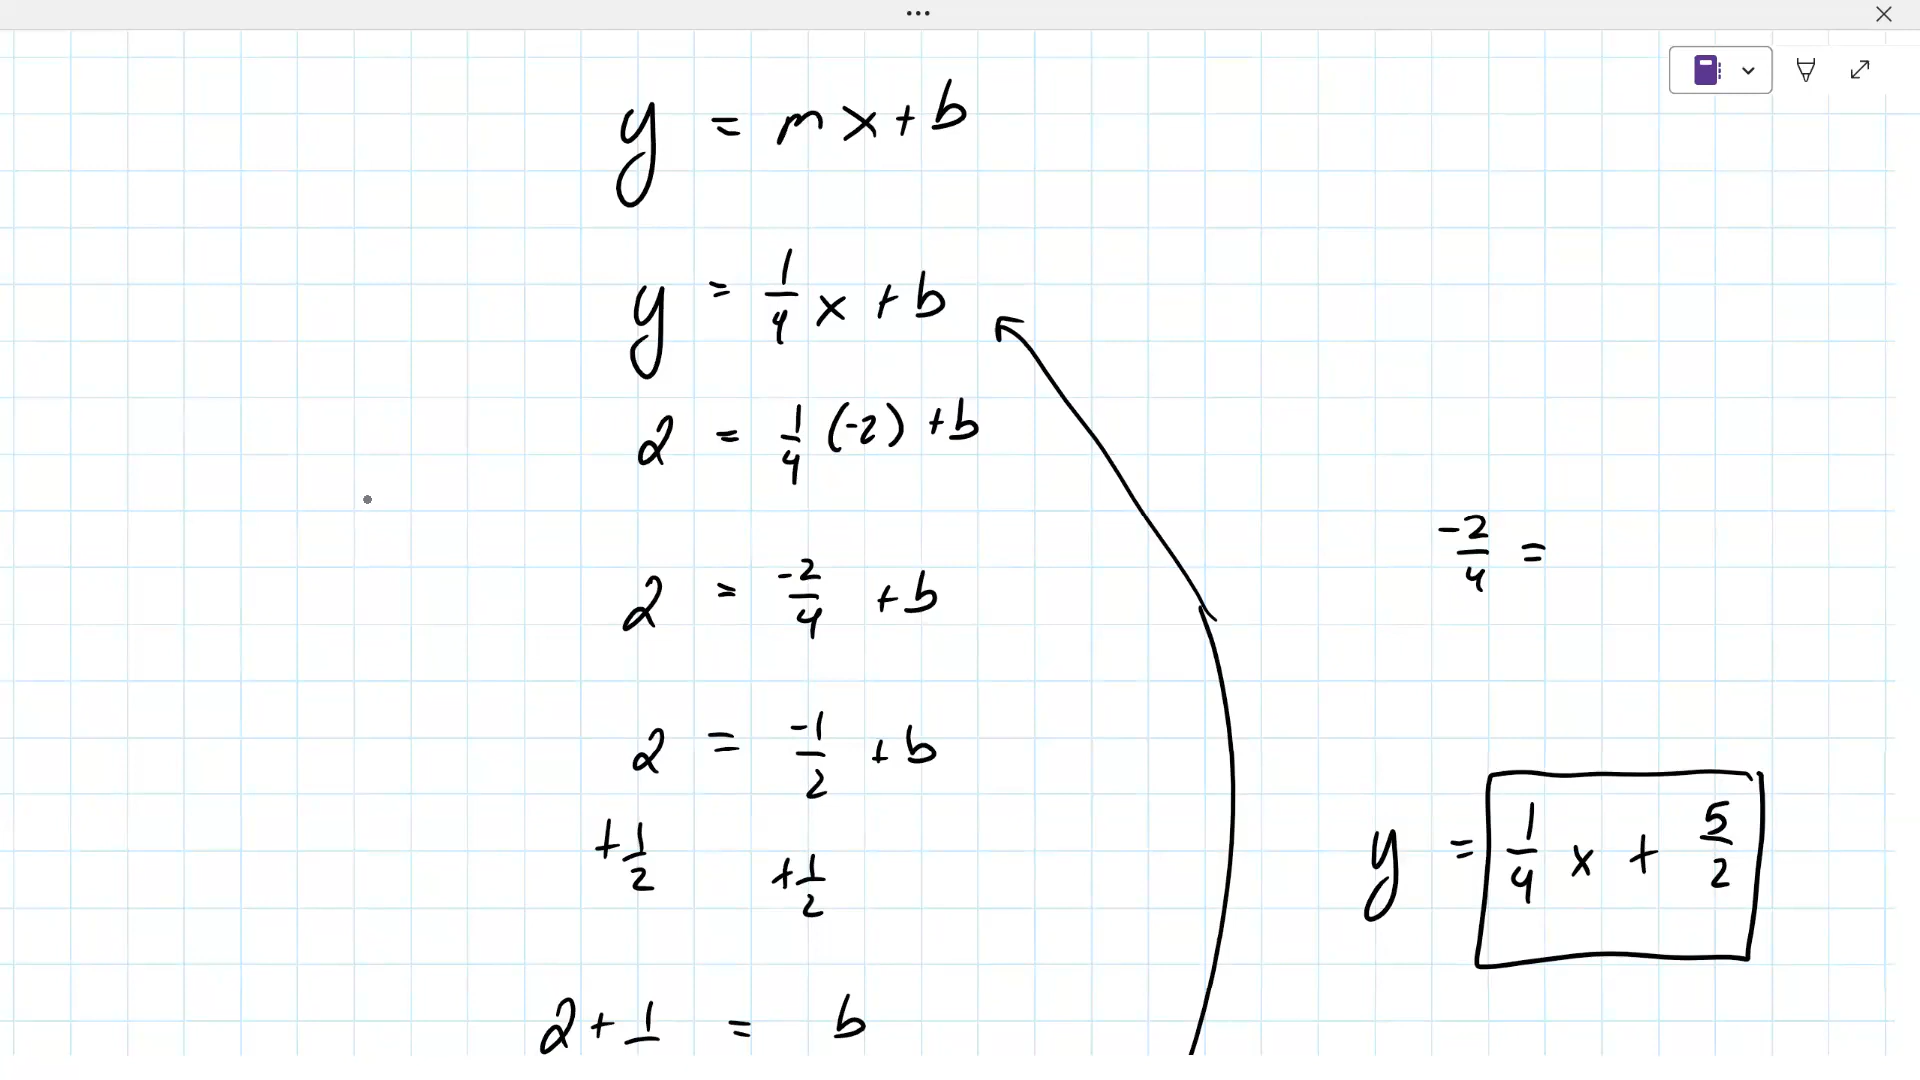 y = mx + b
y = 1/4 x + b
2 = 1/4 (-2) + b
-2/4 =
2 = -2/4 + b
2 = -1/2 + b
+1/2 +1/2
y = 1/4 x + 5/2
2 + 1 = b